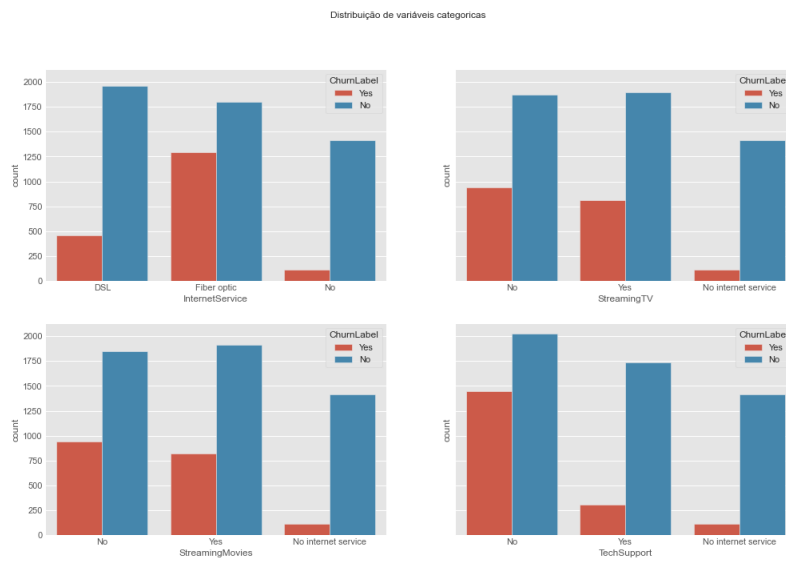 Distribuição de variáveis categoricas
ChurnLabel
Yes
No
2000
1750
1500
1250
1000
750
500
250
0
count
DSL
Fiber optic
No
InternetService
ChurnLabe
Yes
No
count
No
Yes
No internet service
StreamingTV
ChurnLabel
Yes
No
2000
1750
1500
1250
1000
750
500
250
0
count
No
Yes
No internet service
StreamingMovies
ChurnLabe
Yes
No
count
No
Yes
No internet service
TechSupport